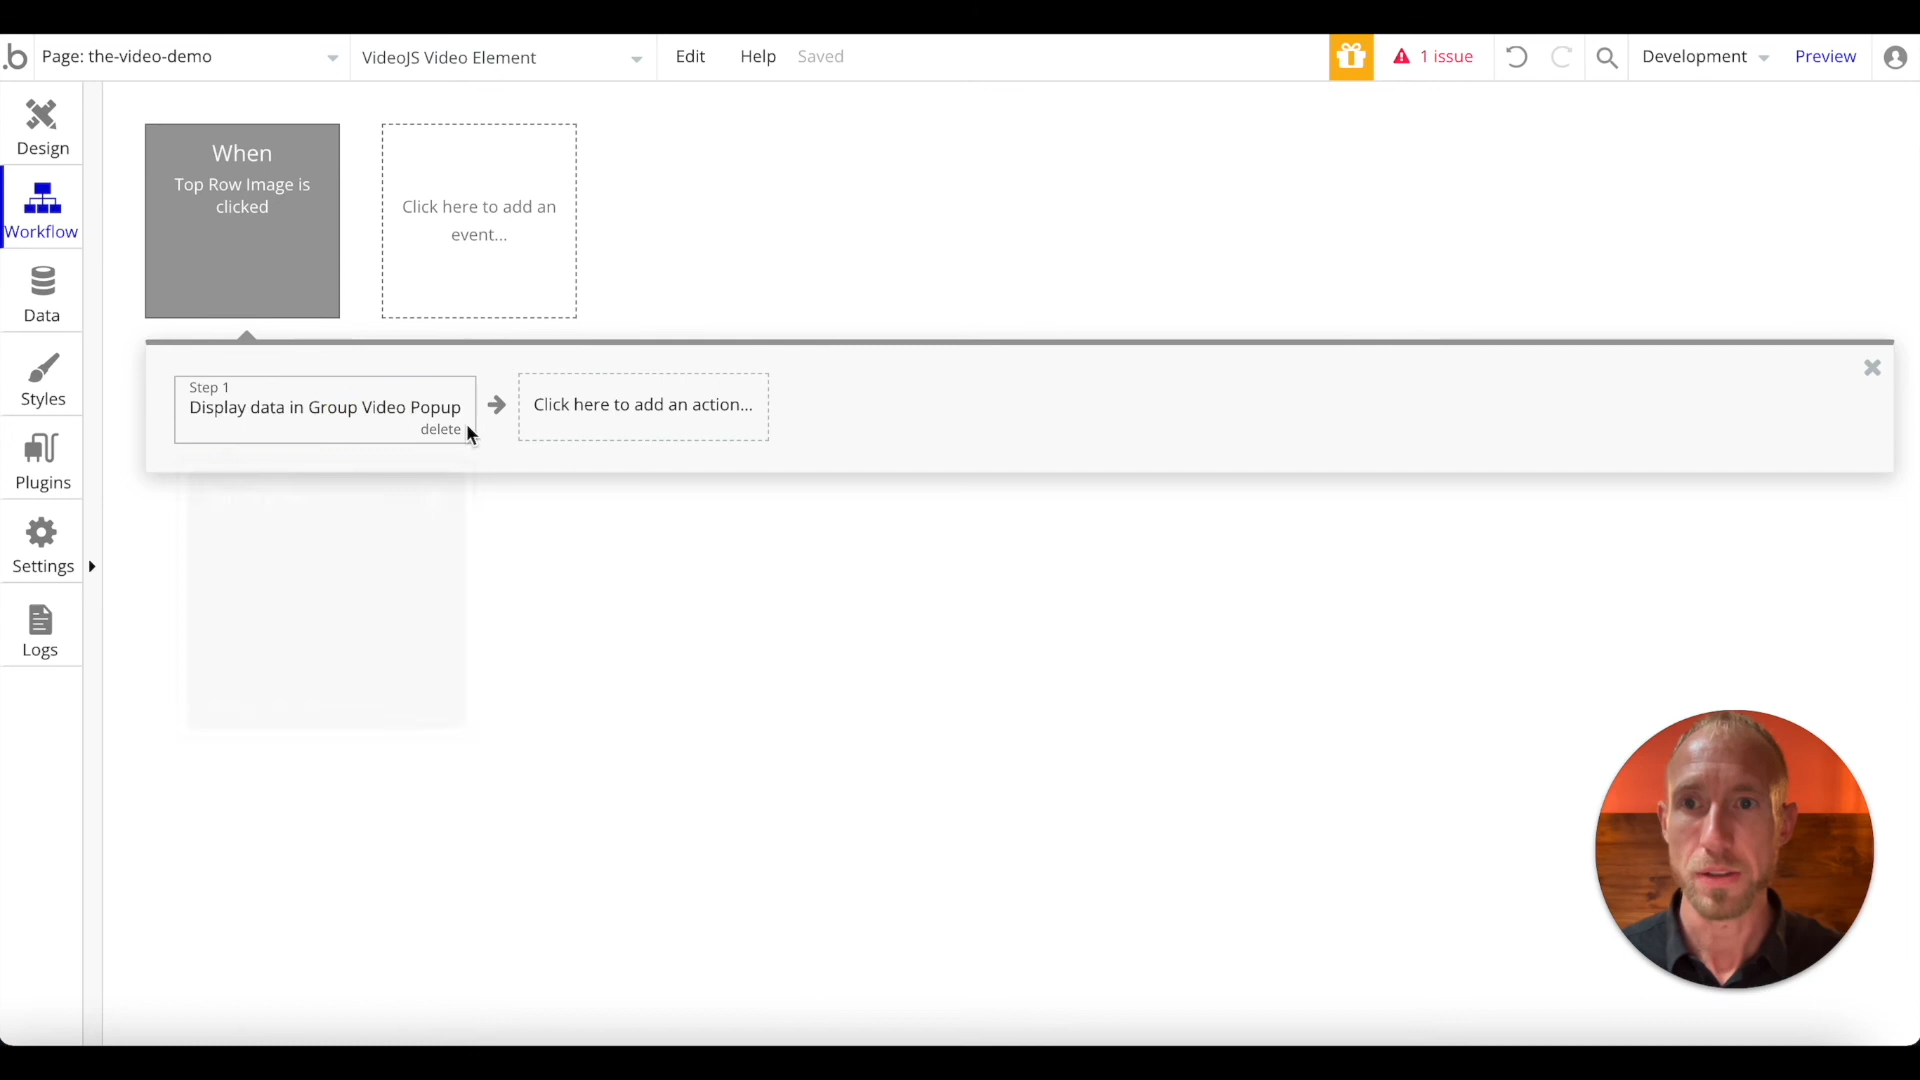 .b
Page: the-video-demo
VideoJS Video Element
Edit
Help
Saved
1 issue
Development
Preview
Design
Workflow
Data
Styles
Plugins
Settings
Logs
When
Top Row Image is
clicked
Click here to add an
event...
Step 1
Display data in Group Video Popup
delete
Click here to add an action...